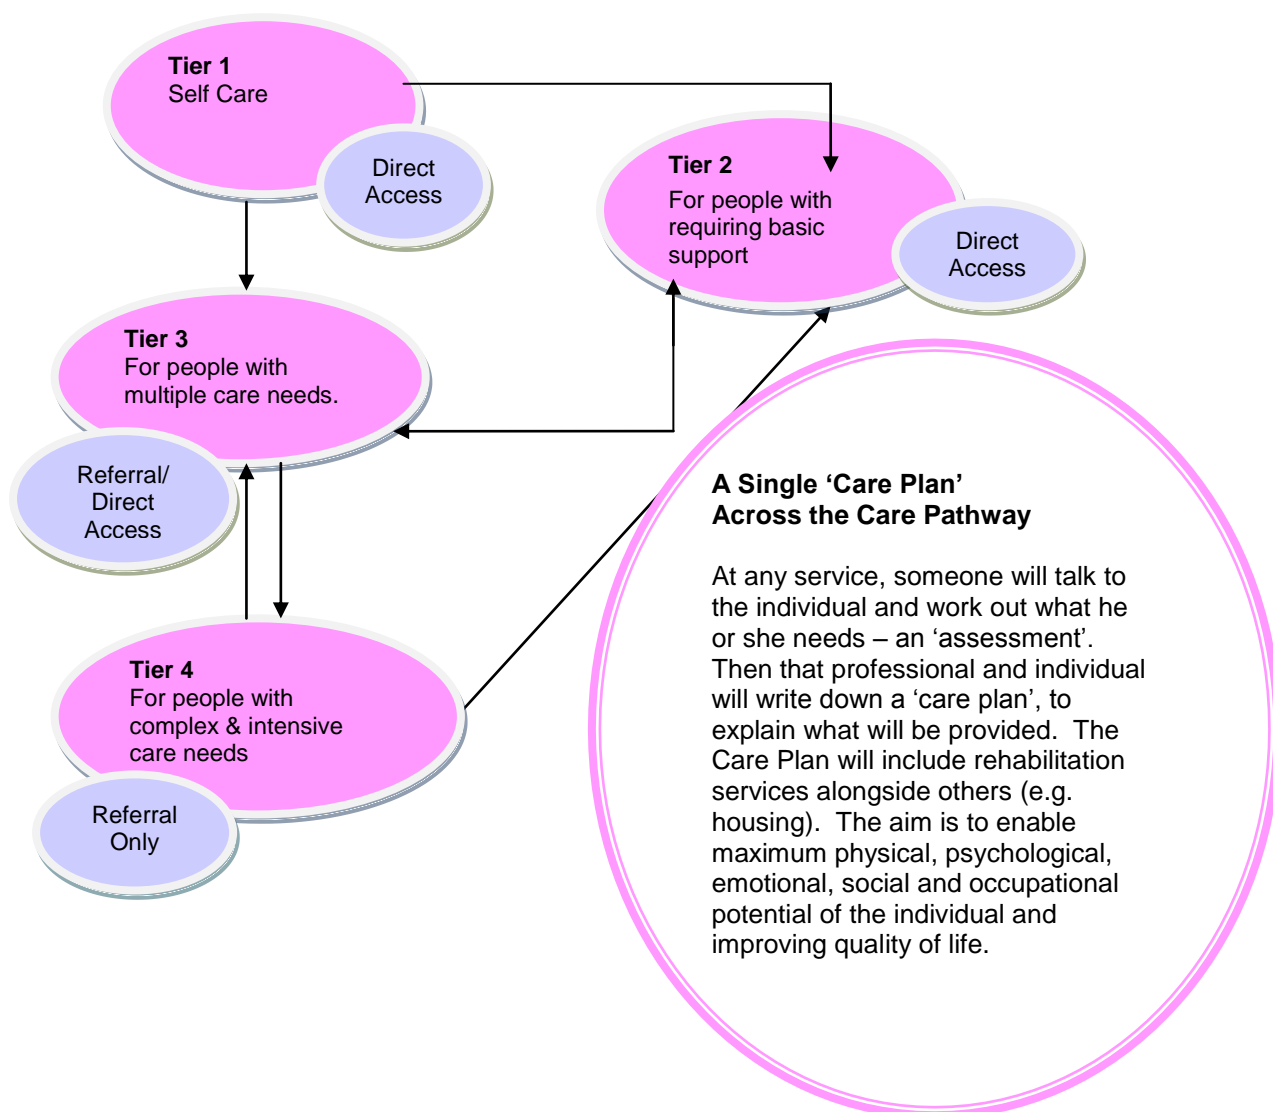 Tier 1
Self Care
Direct
Access
Tier 2
For people with
requiring basic
support
Direct
Access
Tier 3
For people with
multiple care needs.
Referral/
Direct
Access
Tier 4
For people with
complex & intensive
care needs
Referral
Only
A Single ‘Care Plan’
Across the Care Pathway
At any service, someone will talk to
the individual and work out what he
or she needs – an ‘assessment’.
Then that professional and individual
will write down a ‘care plan’, to
explain what will be provided.  The
Care Plan will include rehabilitation
services alongside others (e.g.
housing).  The aim is to enable
maximum physical, psychological,
emotional, social and occupational
potential of the individual and
improving quality of life.